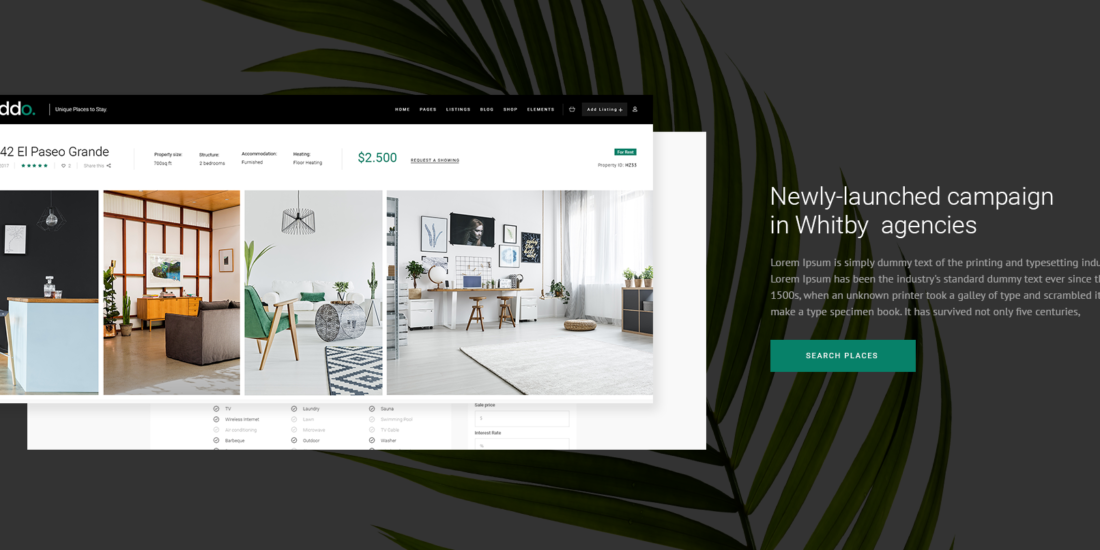 ddo.
Unique Places to Stay.
HOME PAGES LISTINGS BLOG SHOP ELEMENTS Add Listing +
42 El Paseo Grande
2017 2 Share this
Property size: Structure: Accommodation: Heating:
700sq ft 2 bedrooms Furnished Floor Heating
$2.500 REQUEST A SHOWING
For Rent
Property ID: HZ53
Newly-launched campaign
in Whitby agencies
Lorem Ipsum is simply dummy text of the printing and typesetting indu
Lorem Ipsum has been the industry's standard dummy text ever since th
1500s, when an unknown printer took a galley of type and scrambled it
make a type specimen book. It has survived not only five centuries,
SEARCH PLACES
TV Laundry Sauna
Wireless Internet Lawn Swimming Pool
Air conditioning Microwave TV Cable
Barbeque Outdoor Washer
Sale price
$
Interest Rate
%